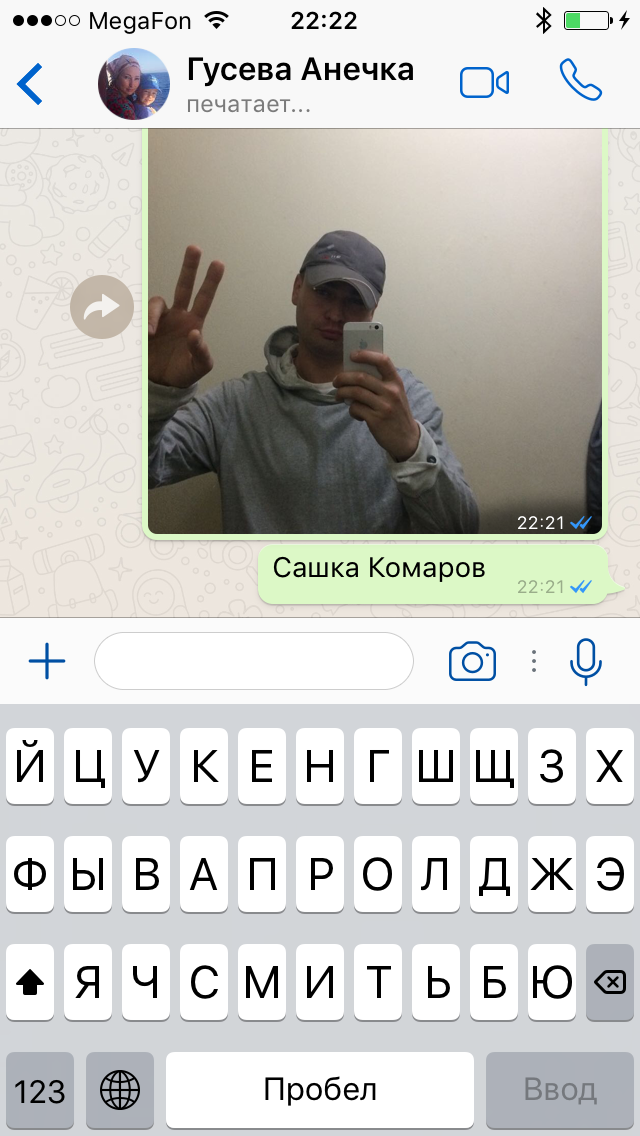 MegaFon 22:22
Гусева Анечка
печатает...
22:21
Сашка Комаров
22:21
Й Ц У К Е Н Г Ш Щ З Х
Ф Ы В А П Р О Л Д Ж Э
Я Ч С М И Т Ь Б Ю
123 Пробел Ввод